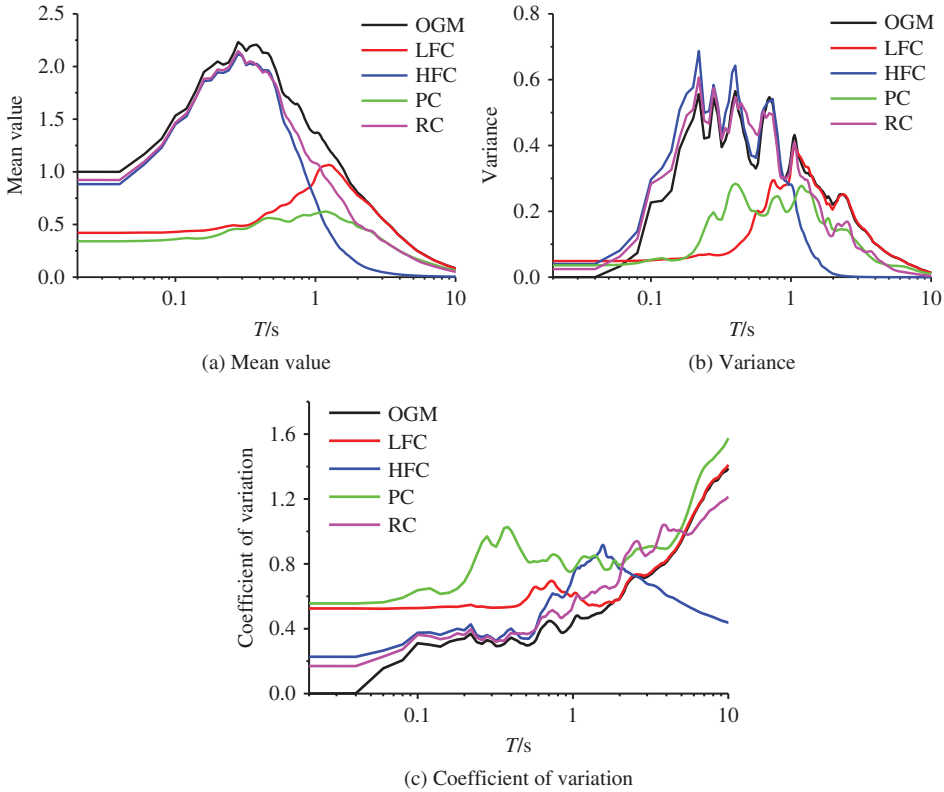 OGM
LFC
HFC
PC
RC
2.5
2.0
1.5
1.0
0.5
0.0
Mean value
0.1
1
10
T/s
(a) Mean value
OGM
LFC
HFC
PC
RC
0.8
0.6
0.4
0.2
0.0
Variance
0.1
1
10
T/s
(b) Variance
OGM
LFC
HFC
PC
RC
1.6
1.2
0.8
0.4
0.0
Coefficient of variation
0.1
1
10
T/s
(c) Coefficient of variation